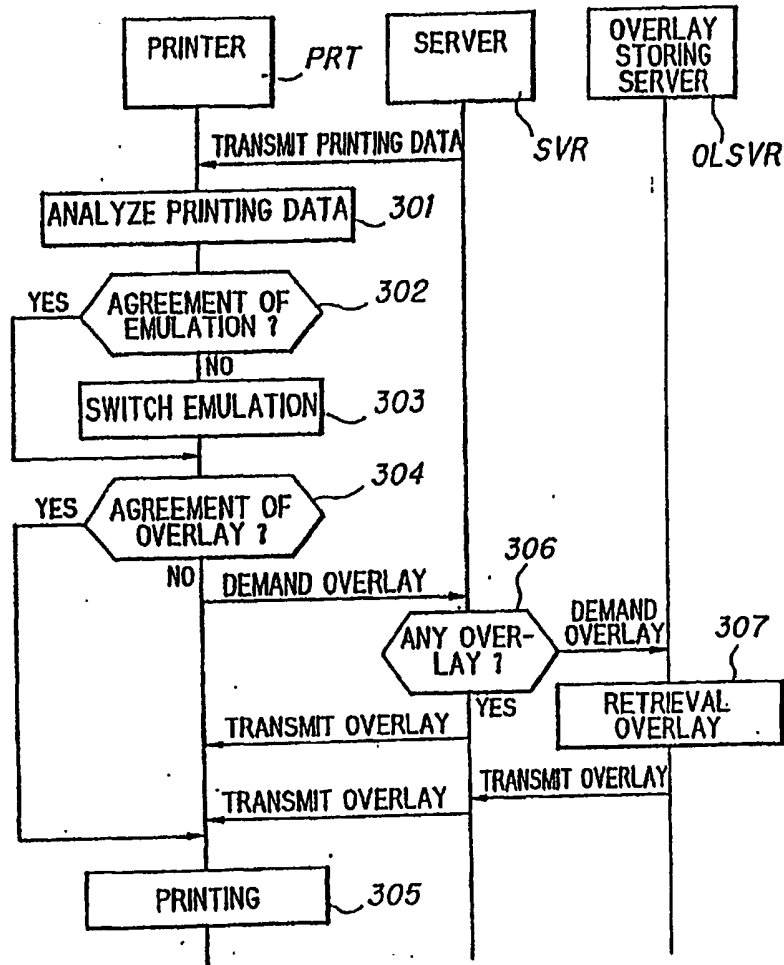 PRINTER
PRT
SERVER
SVR
OVERLAY
STORING
SERVER
OLSVR
TRANSMIT PRINTING DATA
ANALYZE PRINTING DATA
301
YES
AGREEMENT OF
EMULATION ?
302
NO
SWITCH EMULATION
303
YES
AGREEMENT OF
OVERLAY ?
304
NO
DEMAND OVERLAY
306
ANY OVER-
LAY ?
DEMAND
OVERLAY
307
YES
RETRIEVAL
OVERLAY
TRANSMIT OVERLAY
TRANSMIT OVERLAY
TRANSMIT OVERLAY
PRINTING
305